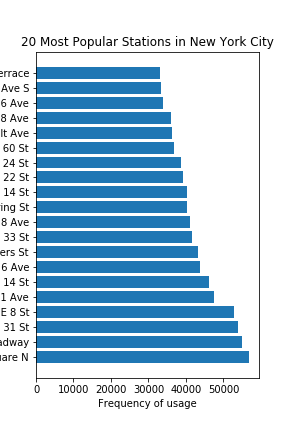 20 Most Popular Stations in New York City
errace
Ave S
6 Ave
8 Ave
lt Ave
60 St
24 St
22 St
14 St
ing St
8 Ave
33 St
ers St
6 Ave
14 St
1 Ave
E 8 St
31 St
adway
uare N
0 10000 20000 30000 40000 50000
Frequency of usage